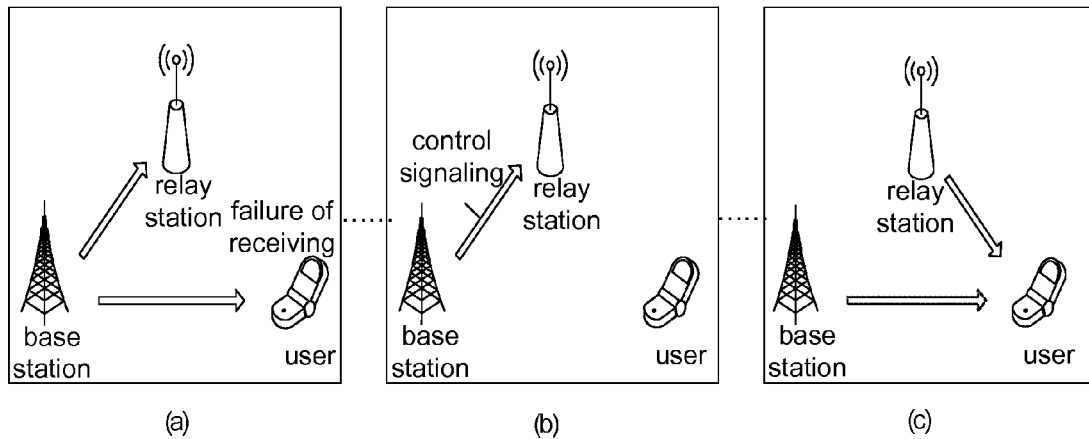 relay
station
failure of
receiving
base
station
user
(a)
control
signaling
relay
station
base
station
user
(b)
relay
station
base
station
user
(c)